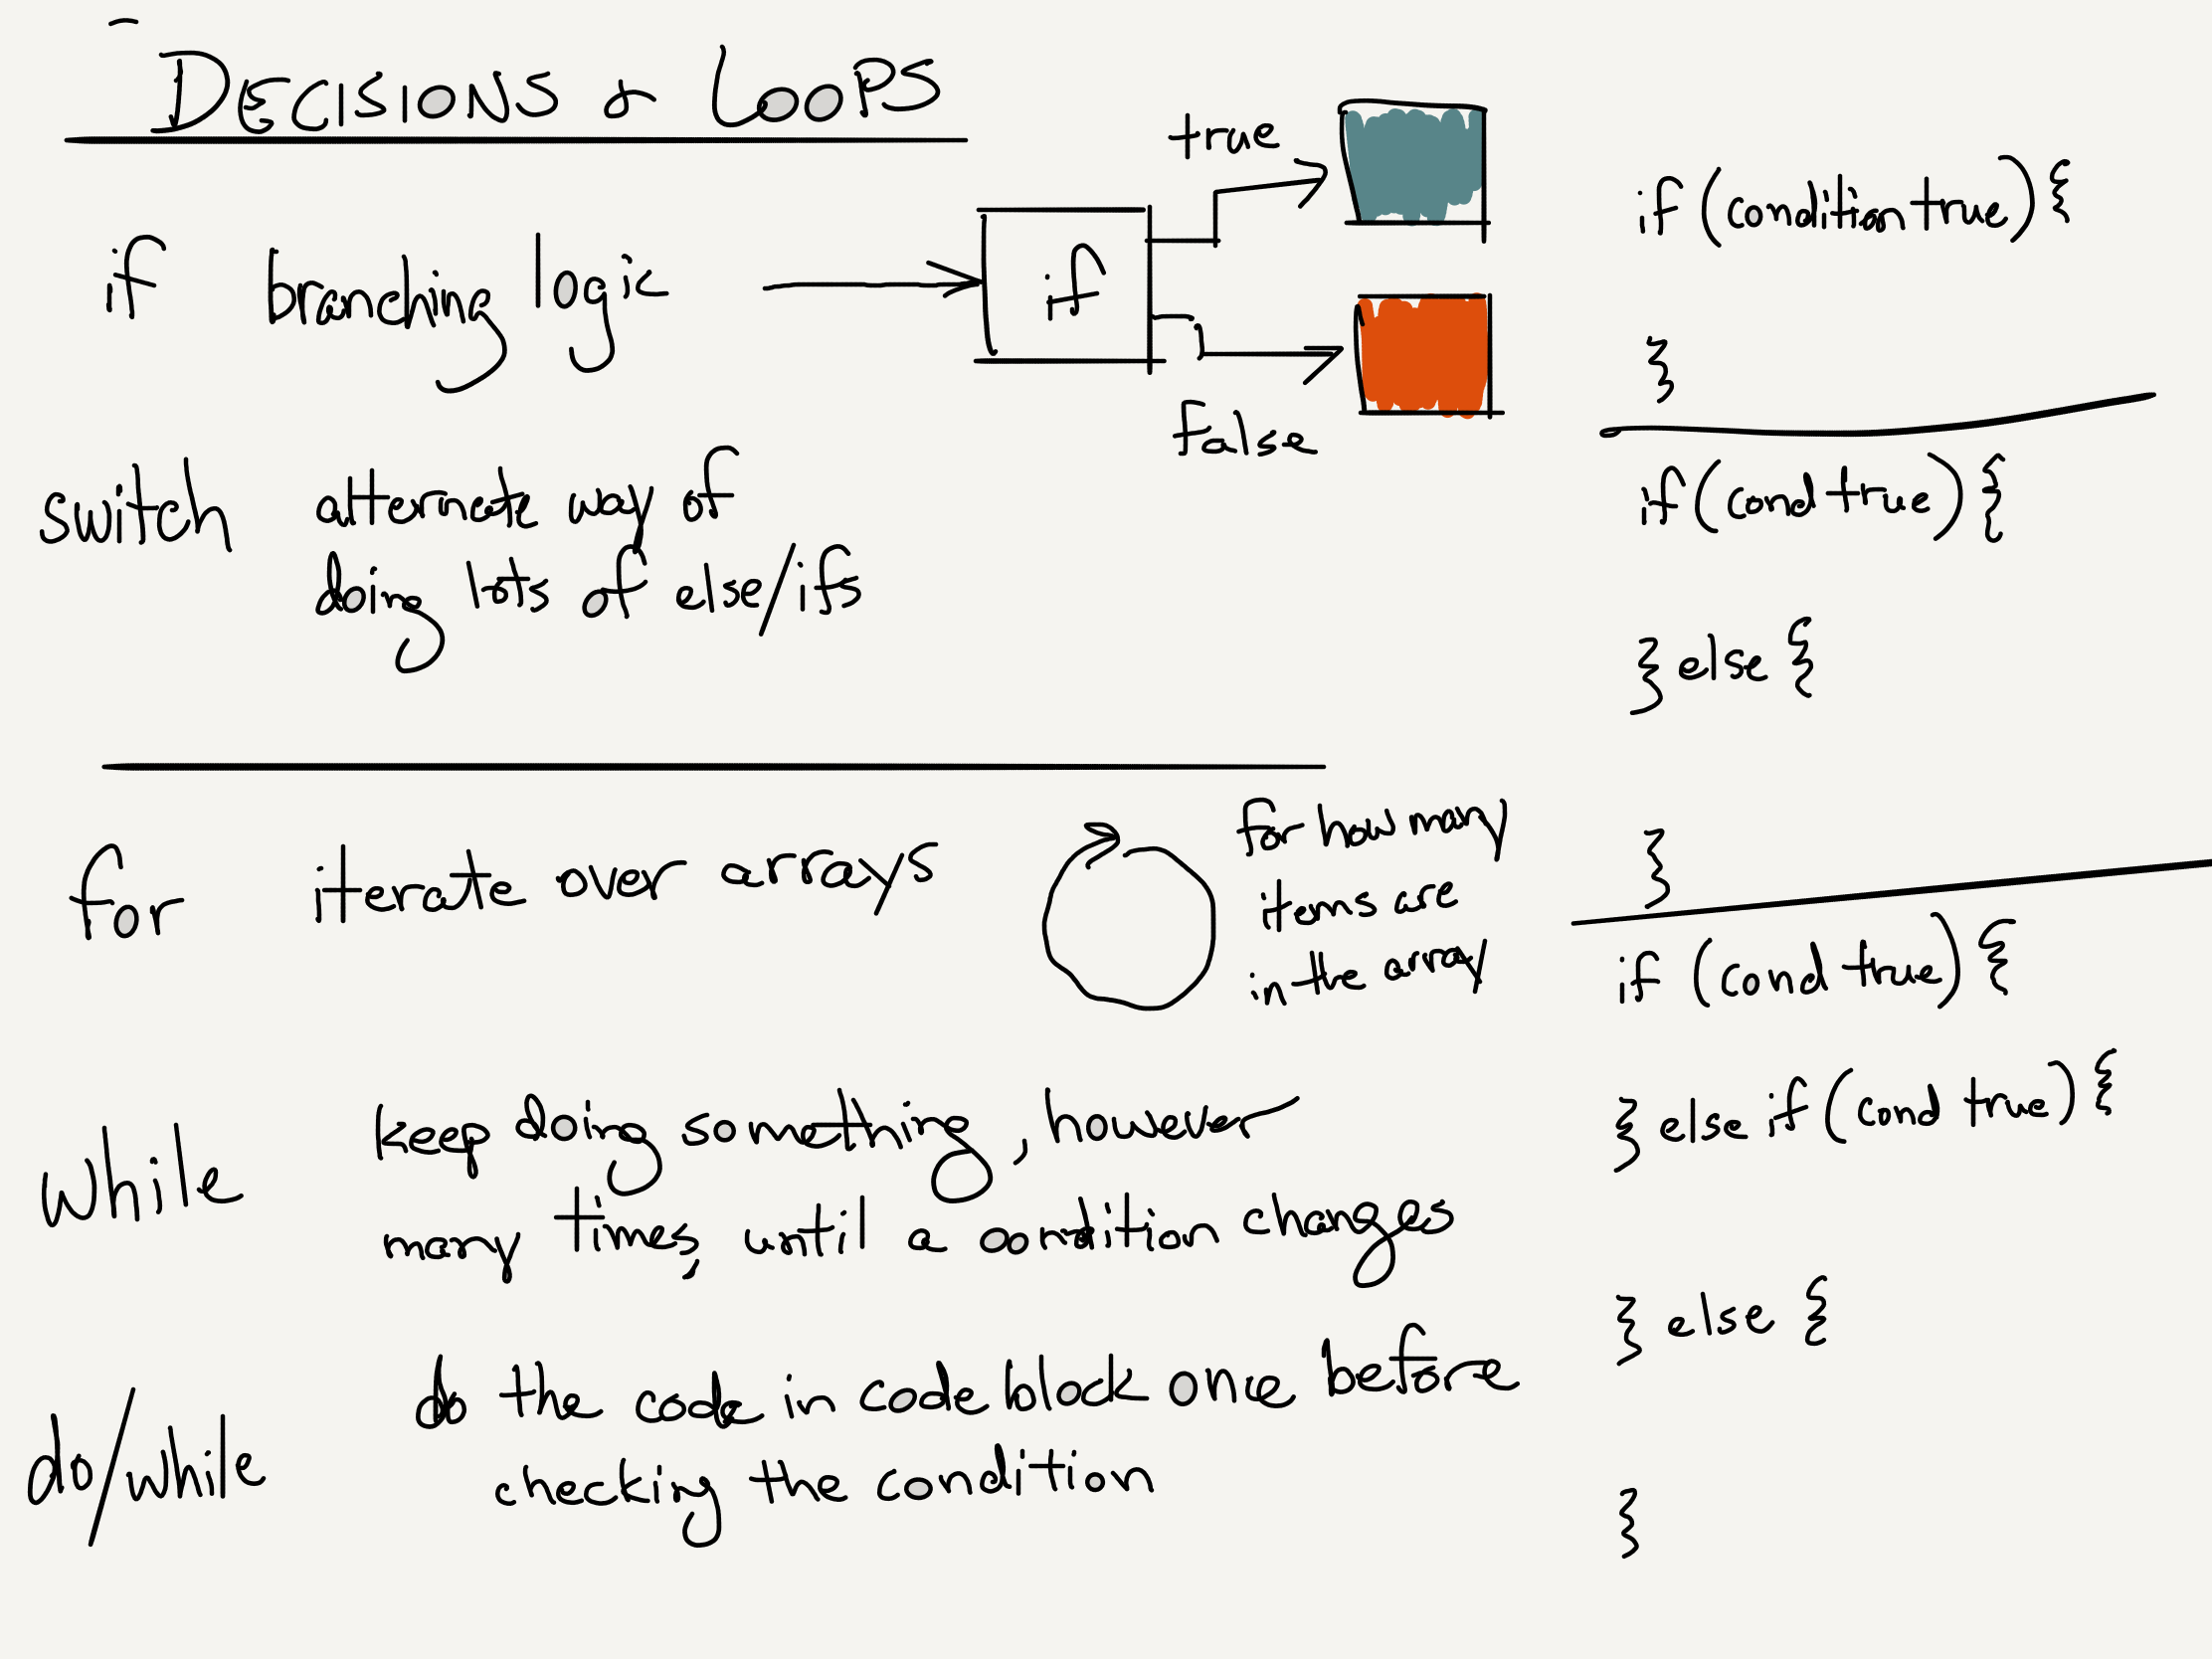 DECISIONS & LOOPS
if branching logic
if
true
false
switch alternate way of
doing lots of else/ifs
for iterate over arrays
for how many
items are
in the array
while keep doing something, however
many times, until a condition changes
do/while do the code in code block once before
checking the condition
if (condition true) {
}
if (cond true) {
} else {
}
if (cond true) {
} else if (cond true) {
} else {
}